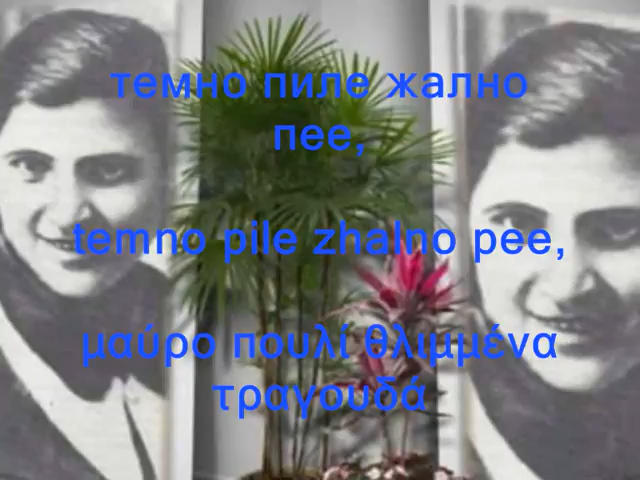 темно пиле жално
пее,
temno pile zhalno pee,
μαύρο πουλί θλιμμένα
τραγουδά